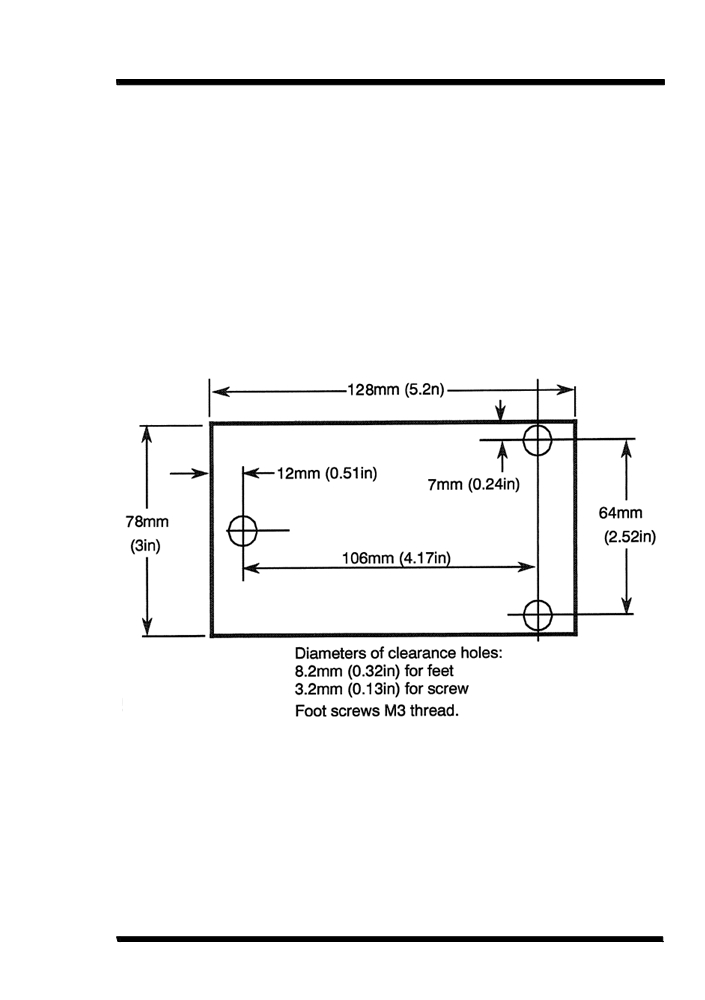 128mm (5.2n)
12mm (0.51in)
7mm (0.24in)
78mm
(3in)
64mm
(2.52in)
106mm (4.17in)
Diameters of clearance holes:
8.2mm (0.32in) for feet
3.2mm (0.13in) for screw
Foot screws M3 thread.